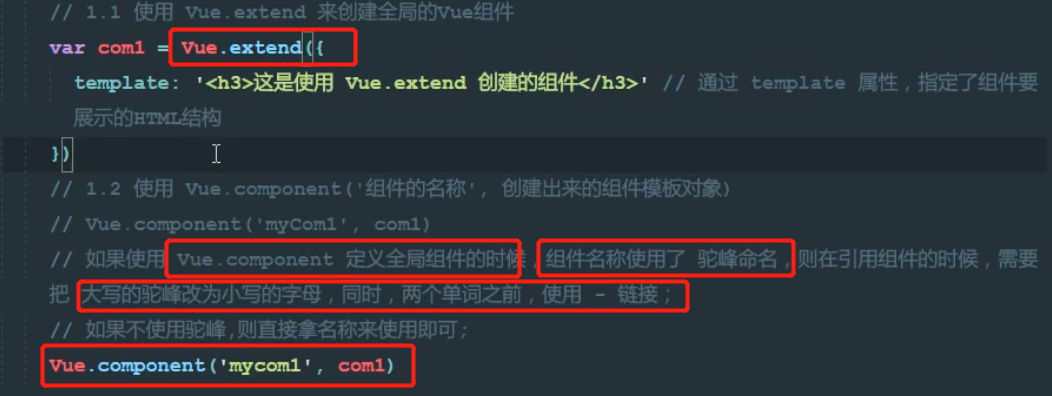 // 1.1 使用 Vue.extend 来创建全局的Vue组件
var com1 = Vue.extend({
template: '<h3>这是使用 Vue.extend 创建的组件</h3>' // 通过 template 属性，指定了组件要
展示的HTML结构
})
// 1.2 使用 Vue.component('组件的名称', 创建出来的组件模板对象)
// Vue.component('myCom1', com1)
// 如果使用 Vue.component 定义全局组件的时候，组件名称使用了 驼峰命名，则在引用组件的时候，需要
把 大写的驼峰改为小写的字母，同时，两个单词之前，使用 - 链接；
// 如果不使用驼峰,则直接拿名称来使用即可;
Vue.component('mycom1', com1)